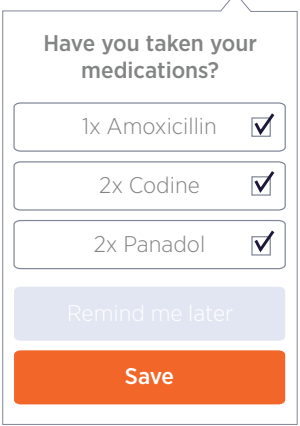 Have you taken your
medications?
1x Amoxicillin
2x Codine
2x Panadol
Remind me later
Save